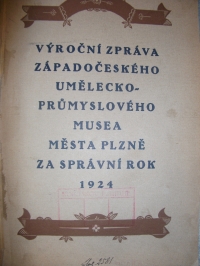 VÝROČNÍ ZPRÁVA
ZÁPADOČESKÉHO
UMĚLECKO-
PRŮMYSLOVÉHO
MUSEA
MĚSTA PLZNĚ
ZA SPRÁVNÍ ROK
1924